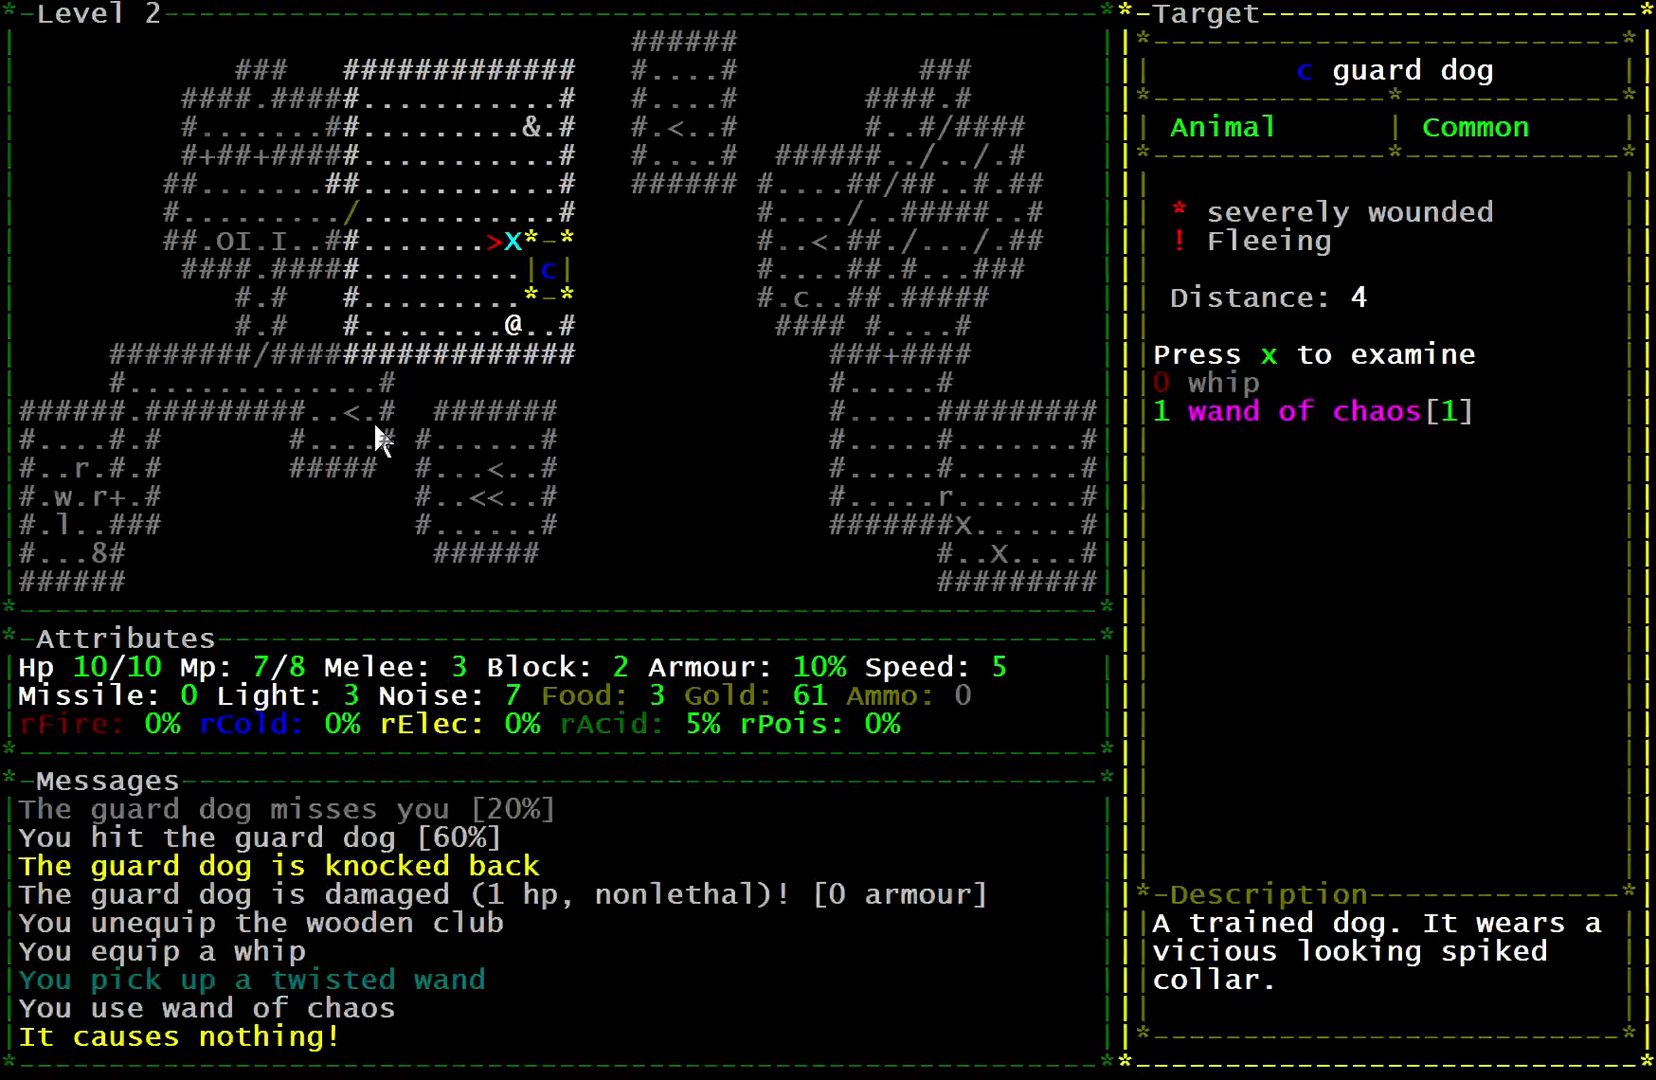 Level 2
Target
c guard dog
Animal | Common
* severely wounded
! Fleeing
Distance: 4
Press x to examine
0 whip
1 wand of chaos[1]
Description
A trained dog. It wears a
vicious looking spiked
collar.
Attributes
Hp 10/10 Mp: 7/8 Melee: 3 Block: 2 Armour: 10% Speed: 5
Missile: 0 Light: 3 Noise: 7 Food: 3 Gold: 61 Ammo: 0
rFire: 0% rCold: 0% rElec: 0% rAcid: 5% rPois: 0%
Messages
The guard dog misses you [20%]
You hit the guard dog [60%]
The guard dog is knocked back
The guard dog is damaged (1 hp, nonlethal)! [0 armour]
You unequip the wooden club
You equip a whip
You pick up a twisted wand
You use wand of chaos
It causes nothing!